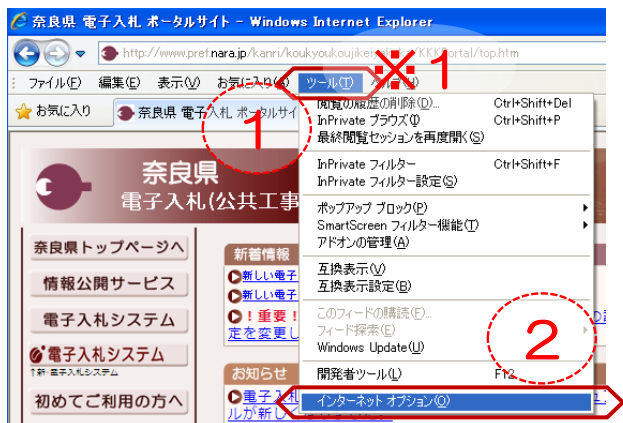 奈良県 電子入札 ポータルサイト - Windows Internet Explorer
http://www.pref.nara.jp/kanri/koukyoukoujikei
KKPortal/top.htm
※1
ファイル(F) 編集(E) 表示(V) お気に入り(A) ツール(T) ヘルプ(H)
お気に入り 奈良県 電子入札 ポータルサイ
1
閲覧の履歴の削除(D)... Ctrl+Shift+Del
InPrivate ブラウズ(I) Ctrl+Shift+P
最終閲覧セッションを再度開く(S)
InPrivate フィルター Ctrl+Shift+F
InPrivate フィルター設定(S)
ポップアップ ブロック(P)
SmartScreen フィルター機能(T)
アドオンの管理(A)
互換表示(V)
互換表示設定(B)
このフィードの購読(F)...
フィード探索(E)
Windows Update(U)
開発者ツール(L) F12
インターネット オプション(O)
2
奈良県
電子入札(公共工事
奈良県トップページへ
情報公開サービス
電子入札システム
電子入札システム
↑新・電子入札システム
初めてご利用の方へ
新着情報
新しい電子
新しい電子
！重要！
定を変更し
お知らせ
電子入札
ルが新し